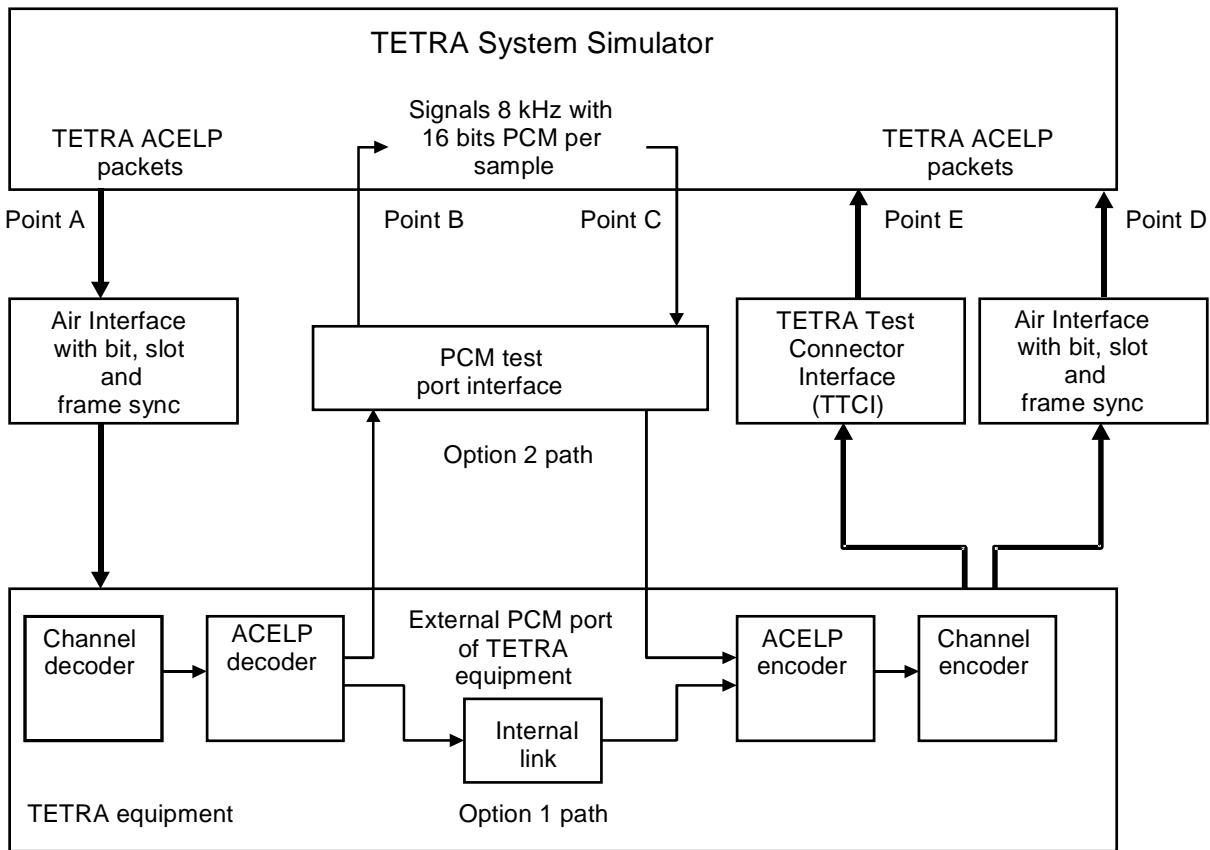 TETRA System Simulator
Signals 8 kHz with
16 bits PCM per
sample
TETRA ACELP
packets
TETRA ACELP
packets
Point A
Point B
Point C
Point E
Point D
Air Interface
with bit, slot
and
frame sync
PCM test
port interface
TETRA Test
Connector
Interface
(TTCI)
Air Interface
with bit, slot
and
frame sync
Option 2 path
Channel
decoder
ACELP
decoder
External PCM port
of TETRA
equipment
ACELP
encoder
Channel
encoder
Internal
link
TETRA equipment
Option 1 path